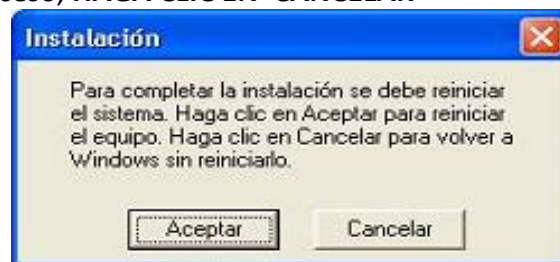 HAGA CLIC EN "CANCELAR"
Instalación
Para completar la instalación se debe reiniciar
el sistema. Haga clic en Aceptar para reiniciar
el equipo. Haga clic en Cancelar para volver a
Windows sin reiniciarlo.
Aceptar
Cancelar